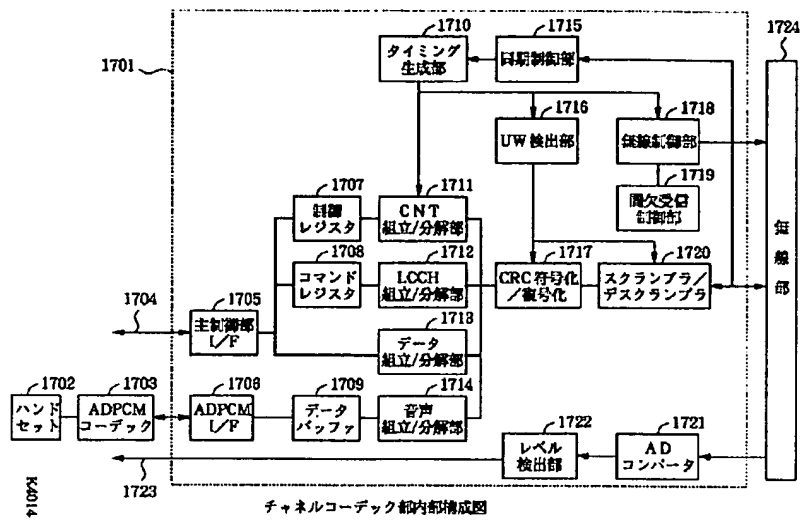 1710
1715
1724
1701
タイミング
生成部
同期制御部
1716
1718
UW 検出部
無線制御部
1719
間欠受信
制御部
1707
1711
制御
レジスタ
CNT
組立/分解部
1708
1712
コマンド
レジスタ
LCCH
組立/分解部
1717
CRC 符号化
/復号化
1720
スクランブラ/
デスクランブラ
無線部
1704
1705
主制御部
I/F
1713
データ
組立/分解部
1702
1703
1708
1709
1714
ハンド
セット
ADPCM
コーデック
ADPCM
I/F
データ
バッファ
音声
組立/分解部
1722
1721
レベル
検出部
AD
コンバータ
1723
チャネルコーデック部内部構成図
K4014